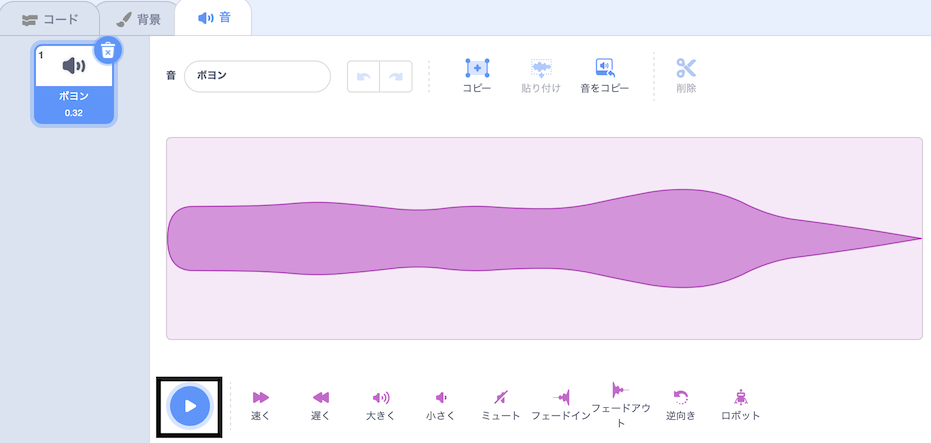 コード
背景
音
1
ポヨン
0.32
音
ポヨン
コピー
貼り付け
音をコピー
削除
速く
遅く
大きく
小さく
ミュート
フェードイン
フェードアウ
ト
逆向き
ロボット